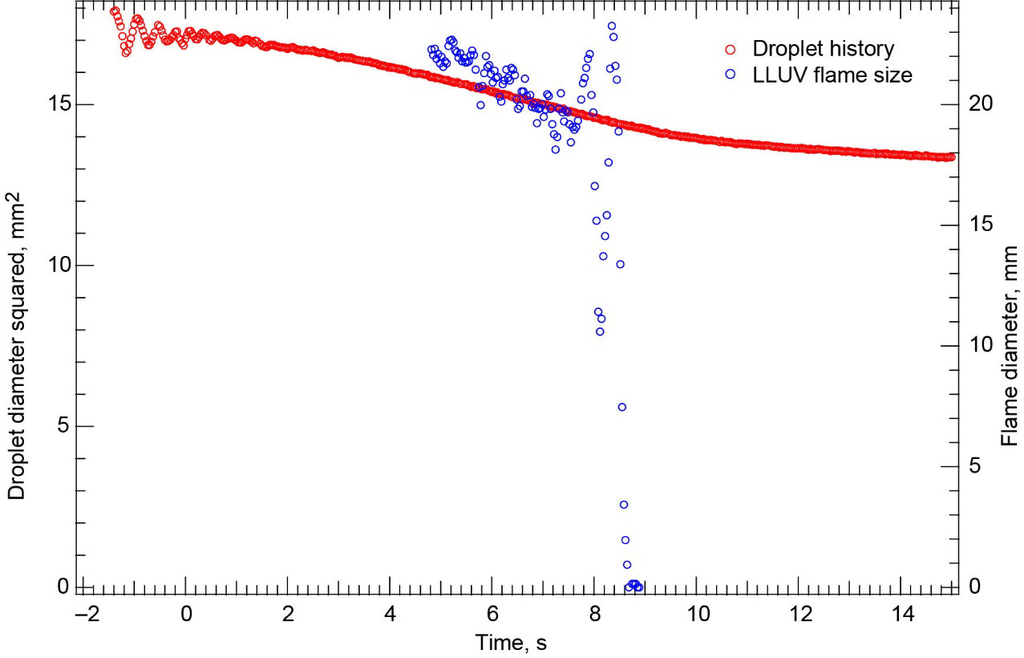 Droplet history
LLUV flame size
Droplet diameter squared, mm2
15
10
5
0
20
15
10
5
0
Flame diameter, mm
–2 0 2 4 6 8 10 12 14
Time, s